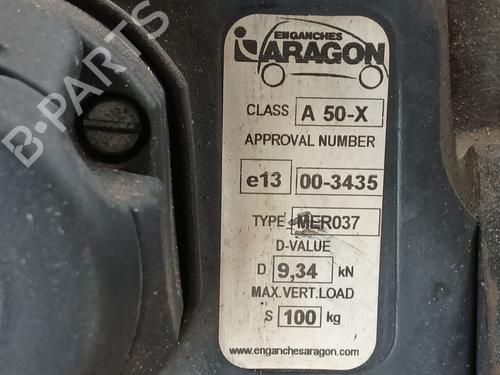 ENGANCHES
ARAGON
CLASS A 50-X
APPROVAL NUMBER
e13 00-3435
TYPE MER037
D-VALUE
D 9,34 kN
MAX.VERT.LOAD
S 100 kg
www.enganchesaragon.com
B-PARTS